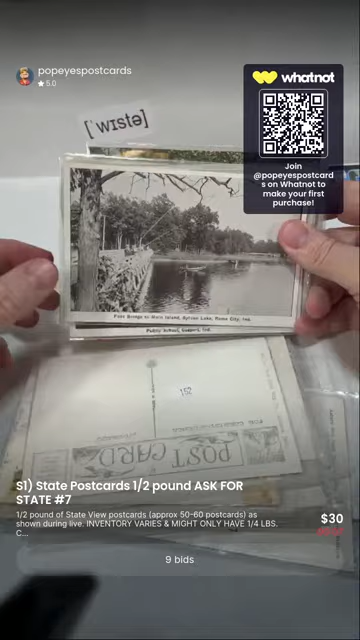 popeyespostcards
5.0
whatnot
Join
@popeyespostcard
s on Whatnot to
make your first
purchase!
['wɪstə]
Foot Bridge to Main Island, Sylvan Lake, Rome City, Ind.
Public School,
Ind.
152
POST CARD
S1) State Postcards 1/2 pound ASK FOR
STATE #7
1/2 pound of State View postcards (approx 50-60 postcards) as
shown during live. INVENTORY VARIES & MIGHT ONLY HAVE 1/4 LBS.
C...
$30
9 bids